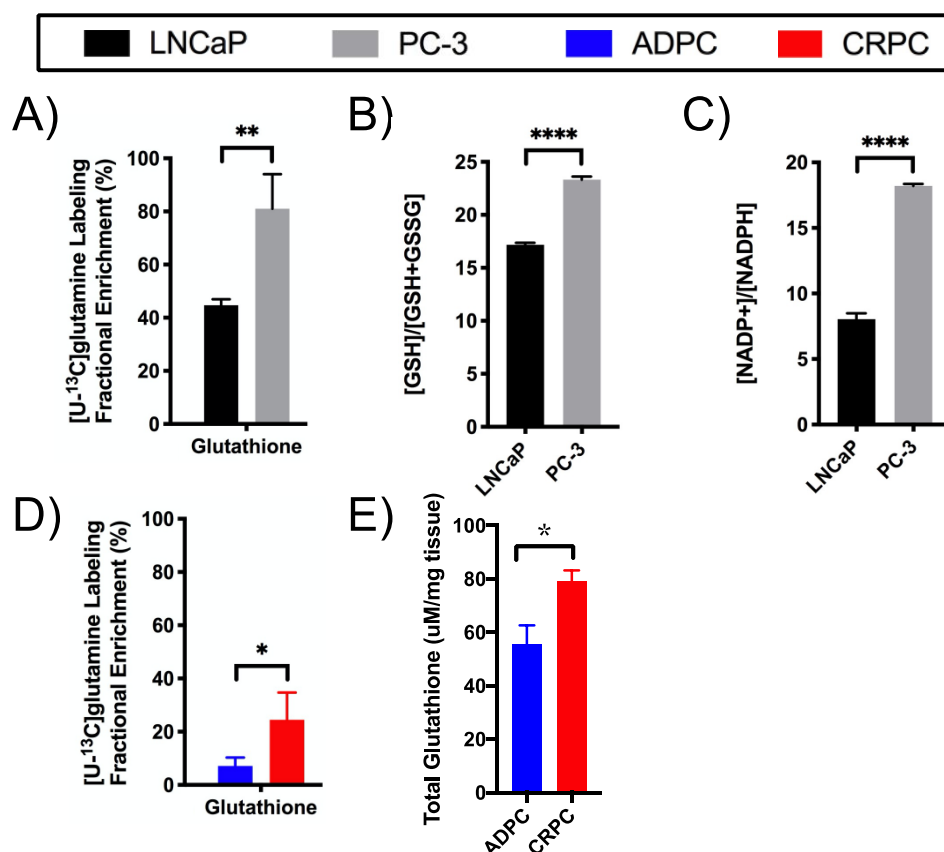 LNCaP PC-3 ADPC CRPC
A)
**
[U-¹³C]glutamine Labeling
Fractional Enrichment (%)
100
80
60
40
20
0
Glutathione
B)
****
[GSH]/[GSH+GSSG]
25
20
15
10
5
0
LNCaP
PC-3
C)
****
[NADP+]/[NADPH]
20
15
10
5
0
LNCaP
PC-3
D)
*
[U-¹³C]glutamine Labeling
Fractional Enrichment (%)
100
80
60
40
20
0
Glutathione
E)
*
Total Glutathione (uM/mg tissue)
100
80
60
40
20
0
ADPC
CRPC